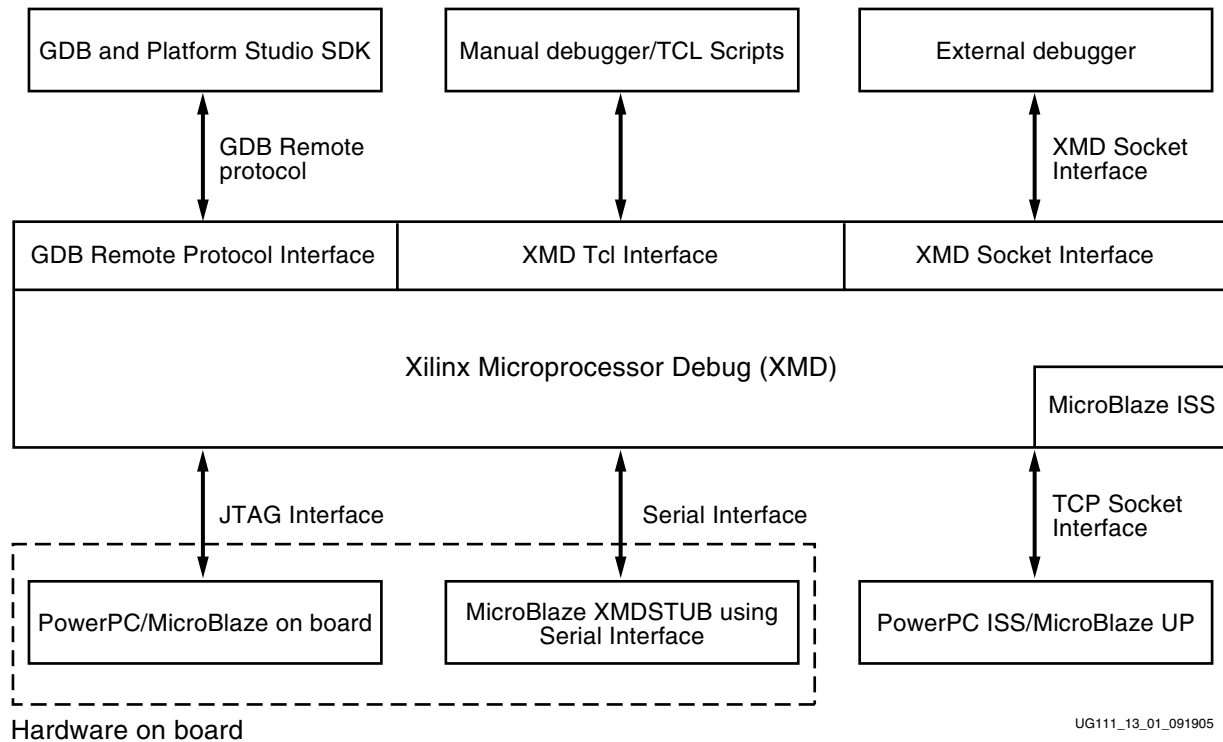 GDB and Platform Studio SDK
Manual debugger/TCL Scripts
External debugger
GDB Remote
protocol
XMD Socket
Interface
GDB Remote Protocol Interface
XMD Tcl Interface
XMD Socket Interface
Xilinx Microprocessor Debug (XMD)
MicroBlaze ISS
JTAG Interface
Serial Interface
TCP Socket
Interface
PowerPC/MicroBlaze on board
MicroBlaze XMDSTUB using
Serial Interface
PowerPC ISS/MicroBlaze UP
Hardware on board
UG111_13_01_091905